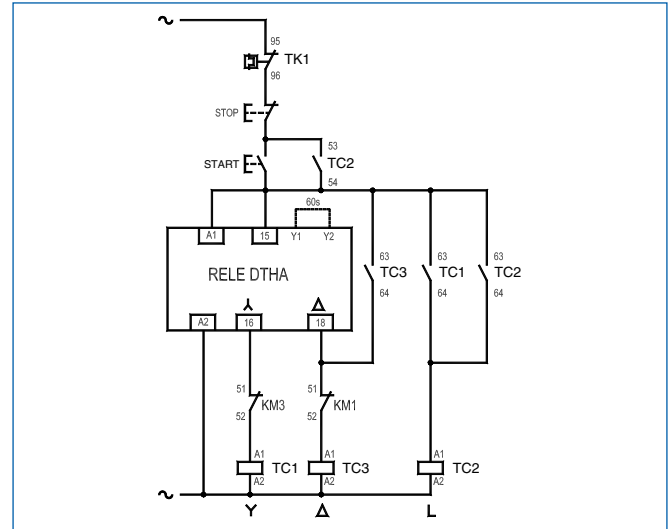 ~
95
TK1
96
STOP
53
START
TC2
54
60s
A1
15
Y1
Y2
63
TC3
64
63
TC1
64
63
TC2
64
RELE DTHA
Y
Δ
A2
16
18
51
KM3
52
51
KM1
52
A1
TC1
A2
A1
TC3
A2
A1
TC2
A2
~
Y
Δ
L